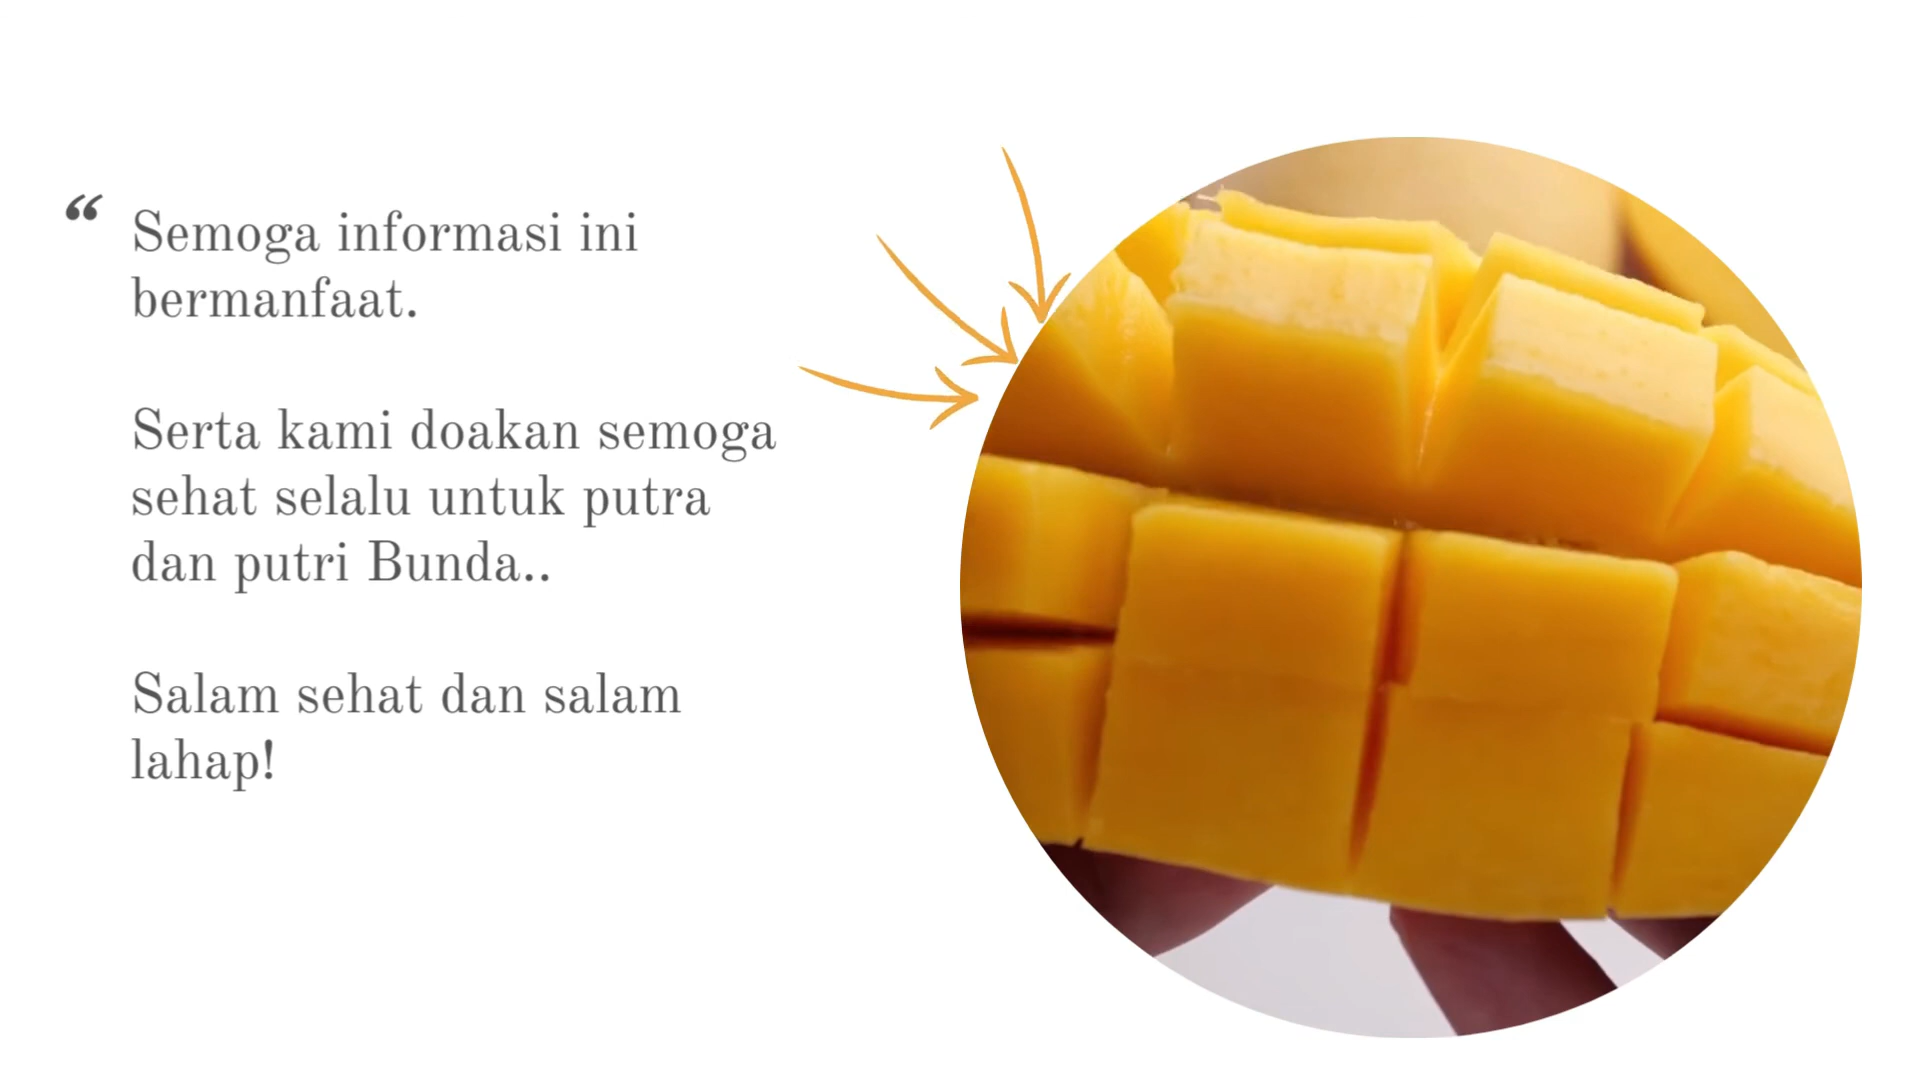 “ Semoga informasi ini
bermanfaat.
Serta kami doakan semoga
sehat selalu untuk putra
dan putri Bunda..
Salam sehat dan salam
lahap!